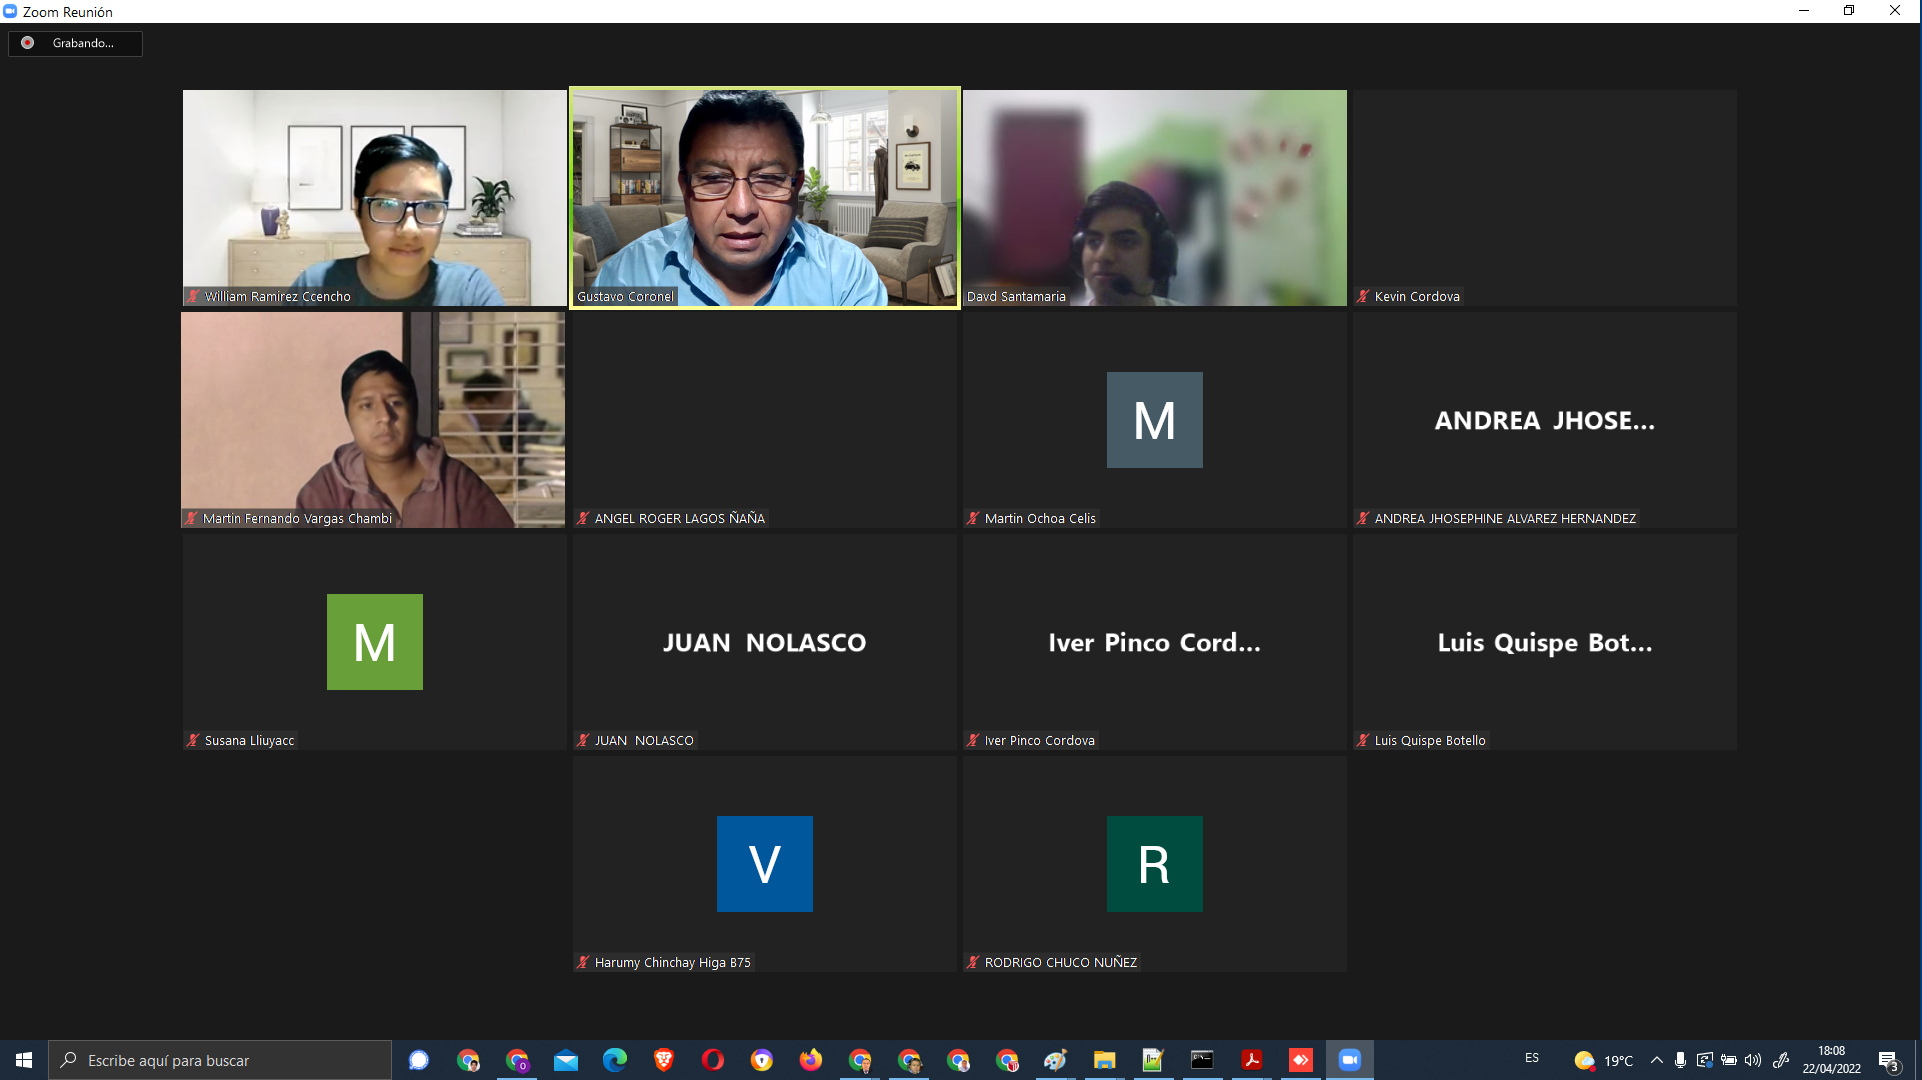 Zoom Reunión
Grabando...
William Ramirez Ccencho
Gustavo Coronel
Davd Santamaria
Kevin Cordova
Martin Fernando Vargas Chambi
ANGEL ROGER LAGOS ÑAÑA
M
Martin Ochoa Celis
ANDREA JHOSE...
ANDREA JHOSEPHINE ALVAREZ HERNANDEZ
M
Susana Lliuyacc
JUAN NOLASCO
JUAN NOLASCO
Iver Pinco Cord...
Iver Pinco Cordova
Luis Quispe Bot...
Luis Quispe Botello
V
Harumy Chinchay Higa B75
R
RODRIGO CHUCO NUÑEZ
Escribe aquí para buscar
ES
19°C
18:08
22/04/2022
3